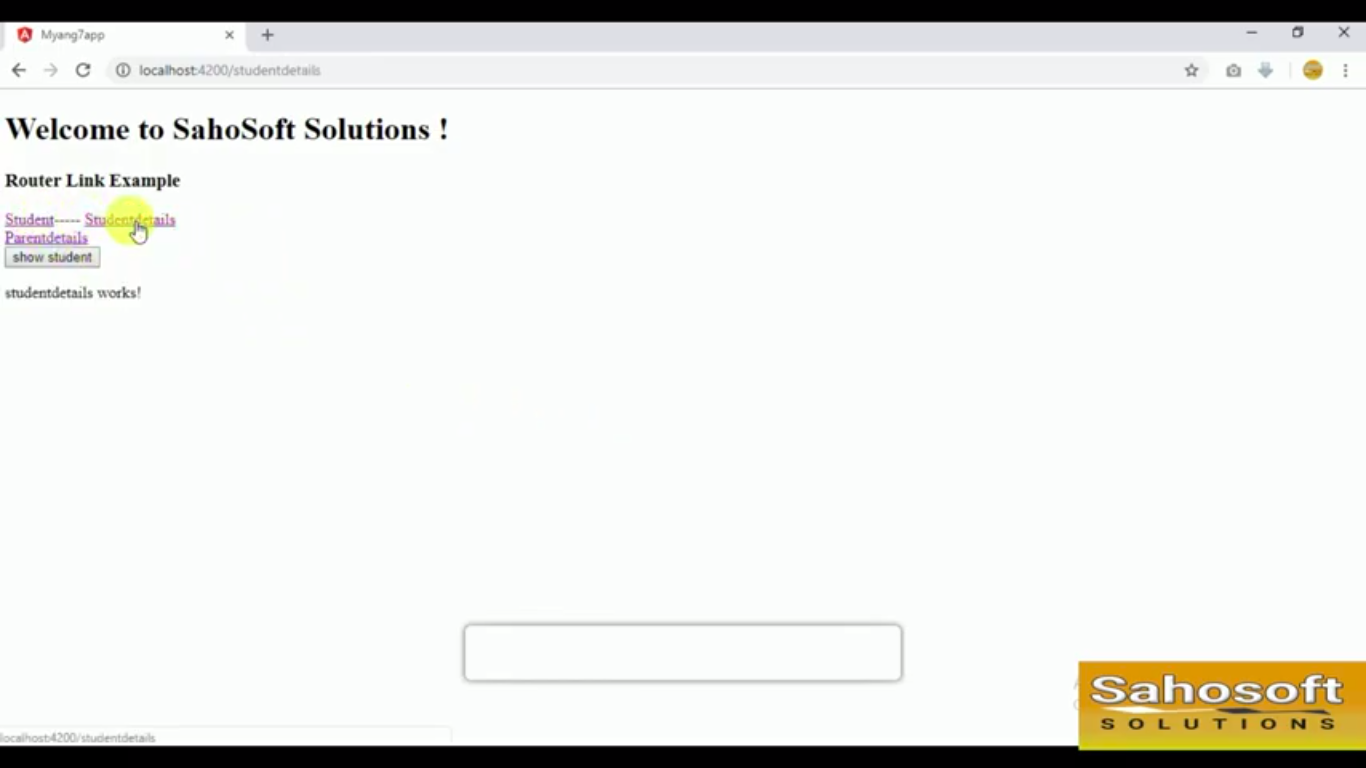 Myang7app
localhost:4200/studentdetails
Welcome to SahoSoft Solutions !
Router Link Example
Student----- Studentdetails
Parentdetails
show student
studentdetails works!
Sahosoft
SOLUTIONS
localhost:4200/studentdetails